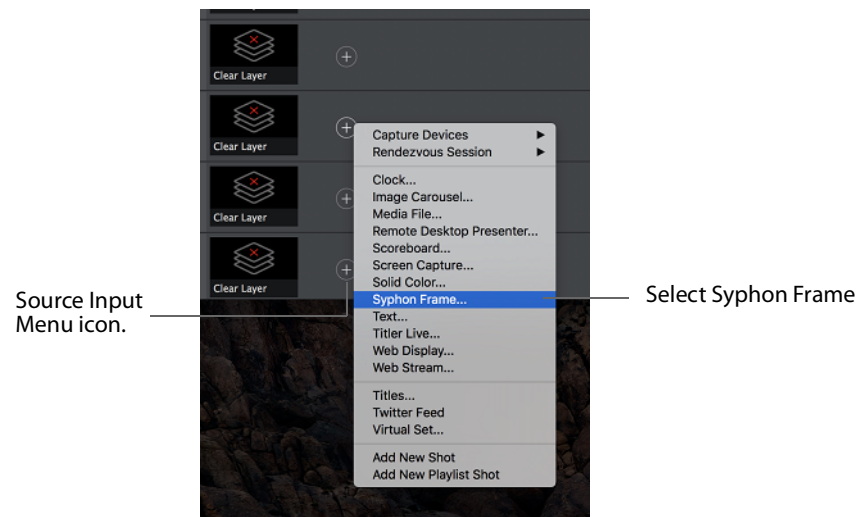 Clear Layer
Clear Layer
Capture Devices
Rendezvous Session
Clock...
Image Carousel...
Media File...
Clear Layer
Remote Desktop Presenter...
Scoreboard...
Screen Capture...
Solid Color...
Clear Layer
Syphon Frame...
Select Syphon Frame
Source Input
Menu icon.
Text...
Titler Live...
Web Display...
Web Stream...
Titles...
Twitter Feed
Virtual Set...
Add New Shot
Add New Playlist Shot